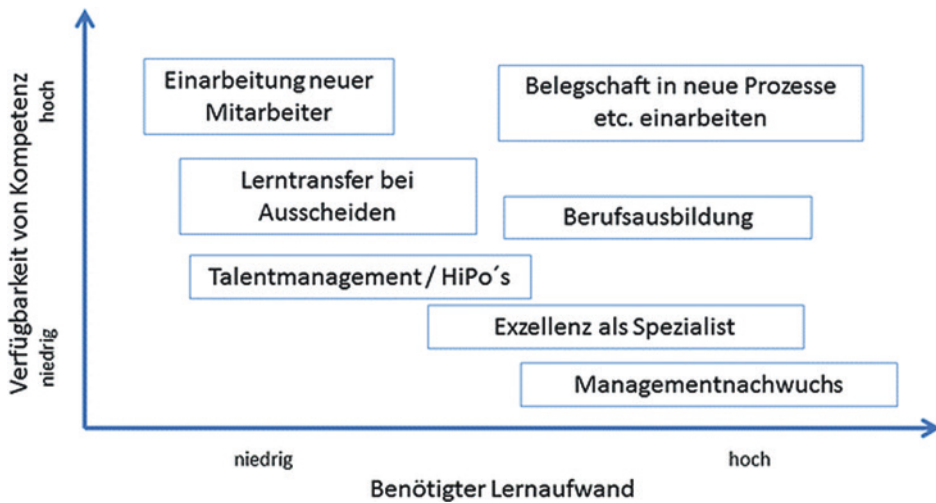 Verfügbarkeit von Kompetenz
hoch
niedrig
Einarbeitung neuer
Mitarbeiter
Belegschaft in neue Prozesse
etc. einarbeiten
Lerntransfer bei
Ausscheiden
Berufsausbildung
Talentmanagement / HiPo´s
Exzellenz als Spezialist
Managementnachwuchs
niedrig
hoch
Benötigter Lernaufwand